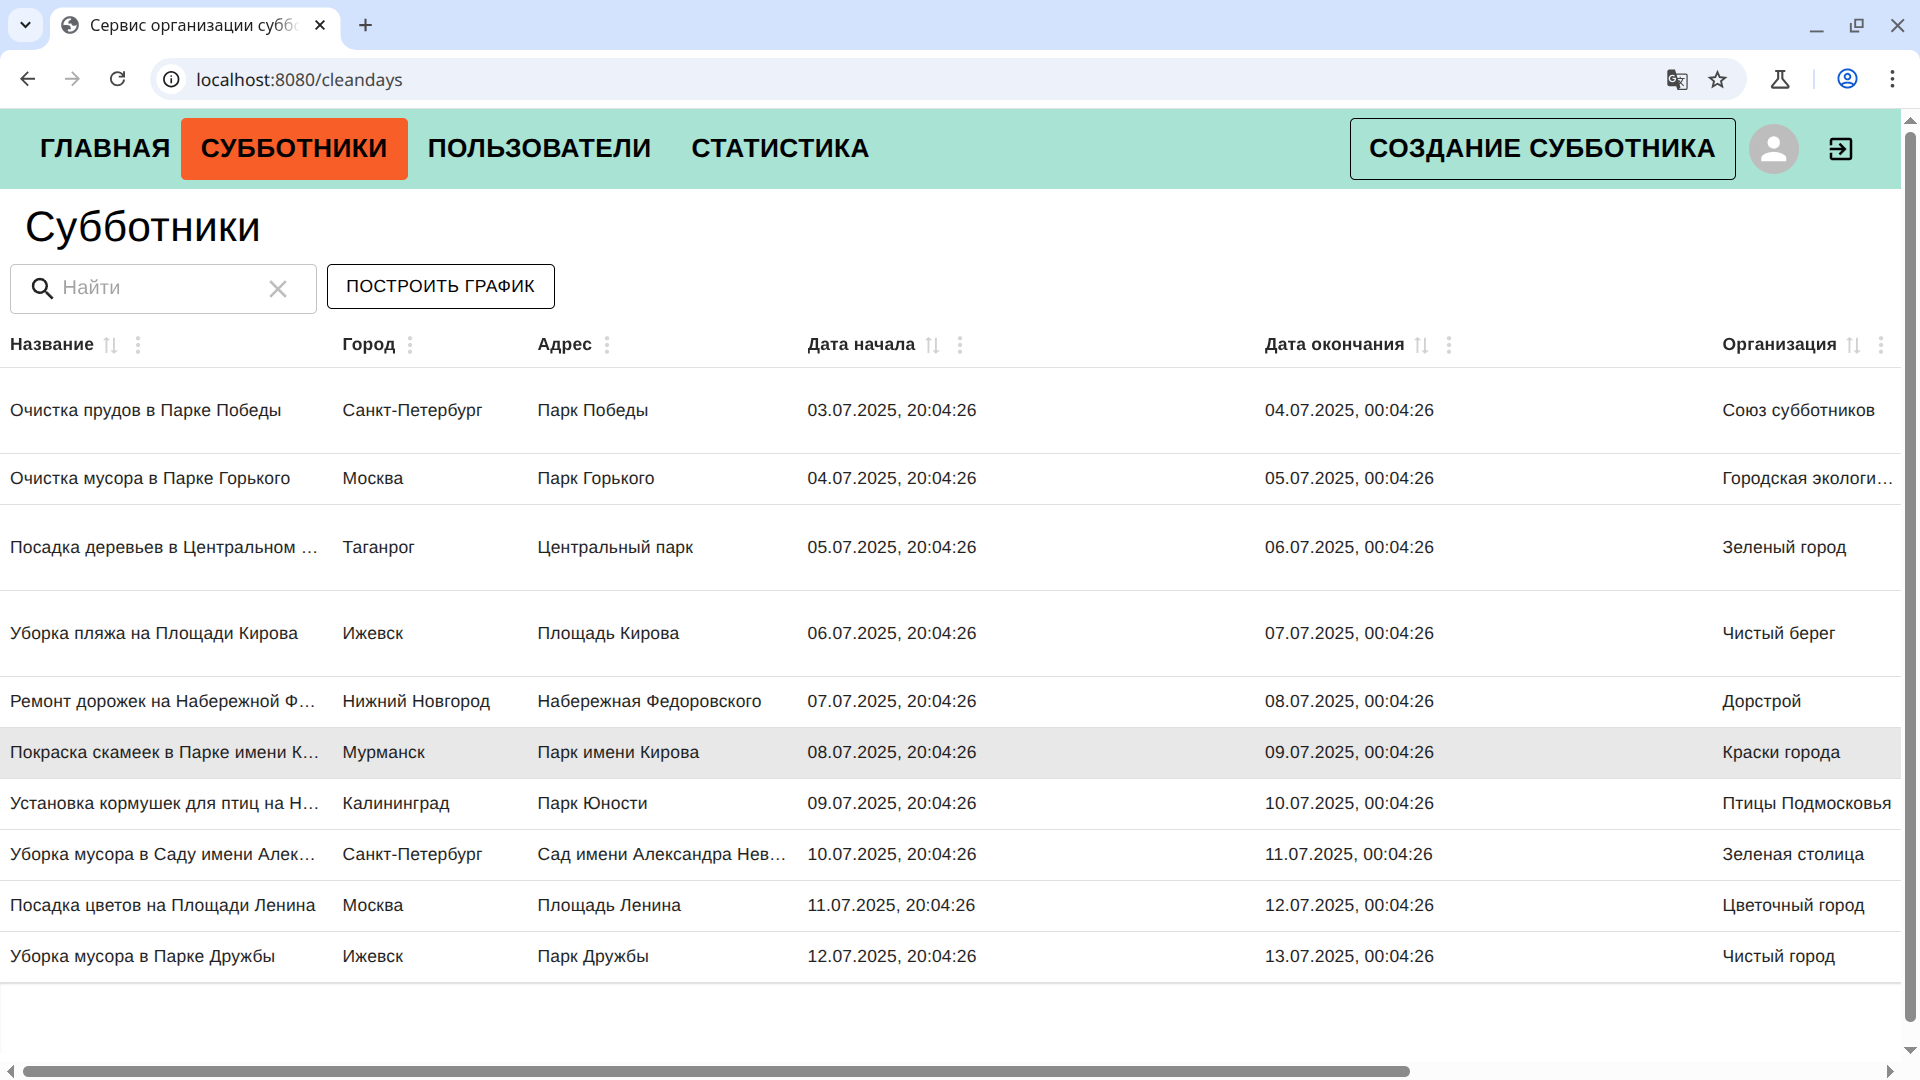 Сервис организации суббо
localhost:8080/cleandays
ГЛАВНАЯ СУББОТНИКИ ПОЛЬЗОВАТЕЛИ СТАТИСТИКА СОЗДАНИЕ СУББОТНИКА
Субботники
Найти ПОСТРОИТЬ ГРАФИК
Название Город Адрес Дата начала Дата окончания Организация
Очистка прудов в Парке Победы Санкт-Петербург Парк Победы 03.07.2025, 20:04:26 04.07.2025, 00:04:26 Союз субботников
Очистка мусора в Парке Горького Москва Парк Горького 04.07.2025, 20:04:26 05.07.2025, 00:04:26 Городская экологи…
Посадка деревьев в Центральном … Таганрог Центральный парк 05.07.2025, 20:04:26 06.07.2025, 00:04:26 Зеленый город
Уборка пляжа на Площади Кирова Ижевск Площадь Кирова 06.07.2025, 20:04:26 07.07.2025, 00:04:26 Чистый берег
Ремонт дорожек на Набережной Ф… Нижний Новгород Набережная Федоровского 07.07.2025, 20:04:26 08.07.2025, 00:04:26 Дорстрой
Покраска скамеек в Парке имени К… Мурманск Парк имени Кирова 08.07.2025, 20:04:26 09.07.2025, 00:04:26 Краски города
Установка кормушек для птиц на Н… Калининград Парк Юности 09.07.2025, 20:04:26 10.07.2025, 00:04:26 Птицы Подмосковья
Уборка мусора в Саду имени Алек… Санкт-Петербург Сад имени Александра Нев… 10.07.2025, 20:04:26 11.07.2025, 00:04:26 Зеленая столица
Посадка цветов на Площади Ленина Москва Площадь Ленина 11.07.2025, 20:04:26 12.07.2025, 00:04:26 Цветочный город
Уборка мусора в Парке Дружбы Ижевск Парк Дружбы 12.07.2025, 20:04:26 13.07.2025, 00:04:26 Чистый город